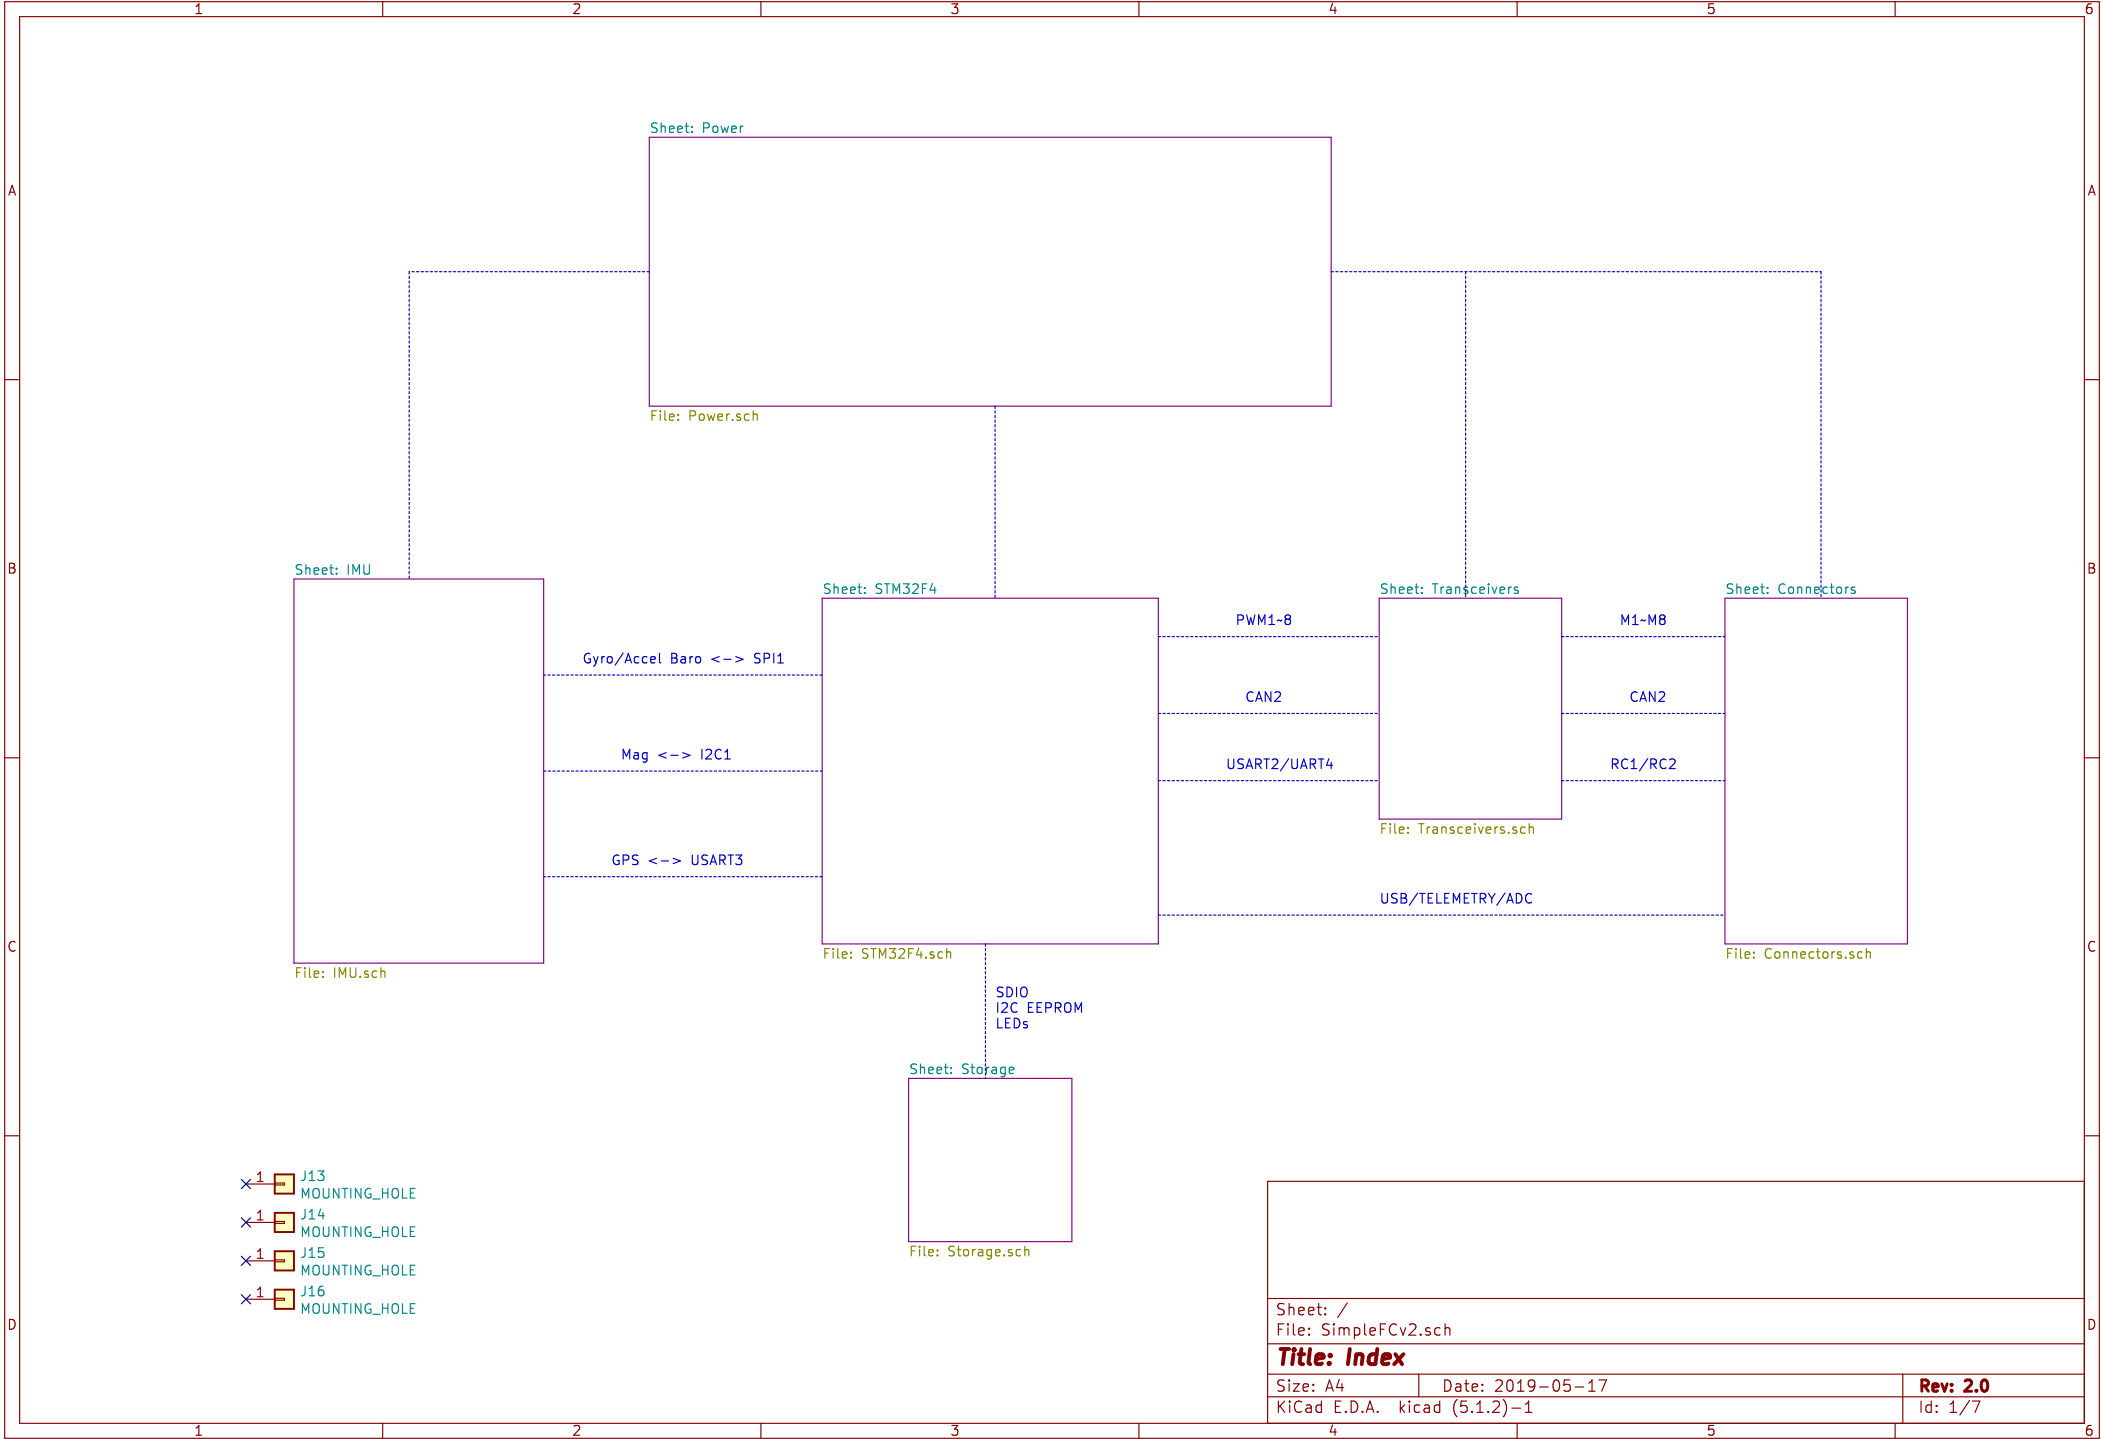 1 2 3 4 5 6
Sheet: Power
A A
File: Power.sch
B B
Sheet: IMU
Sheet: STM32F4
Sheet: Transceivers
Sheet: Connectors
PWM1~8
M1~M8
Gyro/Accel Baro <-> SPI1
CAN2
CAN2
Mag <-> I2C1
USART2/UART4
RC1/RC2
File: Transceivers.sch
GPS <-> USART3
USB/TELEMETRY/ADC
C C
File: STM32F4.sch
File: Connectors.sch
File: IMU.sch
SDIO
I2C EEPROM
LEDs
Sheet: Storage
File: Storage.sch
1 J13
MOUNTING_HOLE
1 J14
MOUNTING_HOLE
1 J15
MOUNTING_HOLE
1 J16
MOUNTING_HOLE
D D
Sheet: /
File: SimpleFCv2.sch
Title: Index
Size: A4 Date: 2019-05-17 Rev: 2.0
KiCad E.D.A. kicad (5.1.2)-1 Id: 1/7
1 2 3 4 5 6